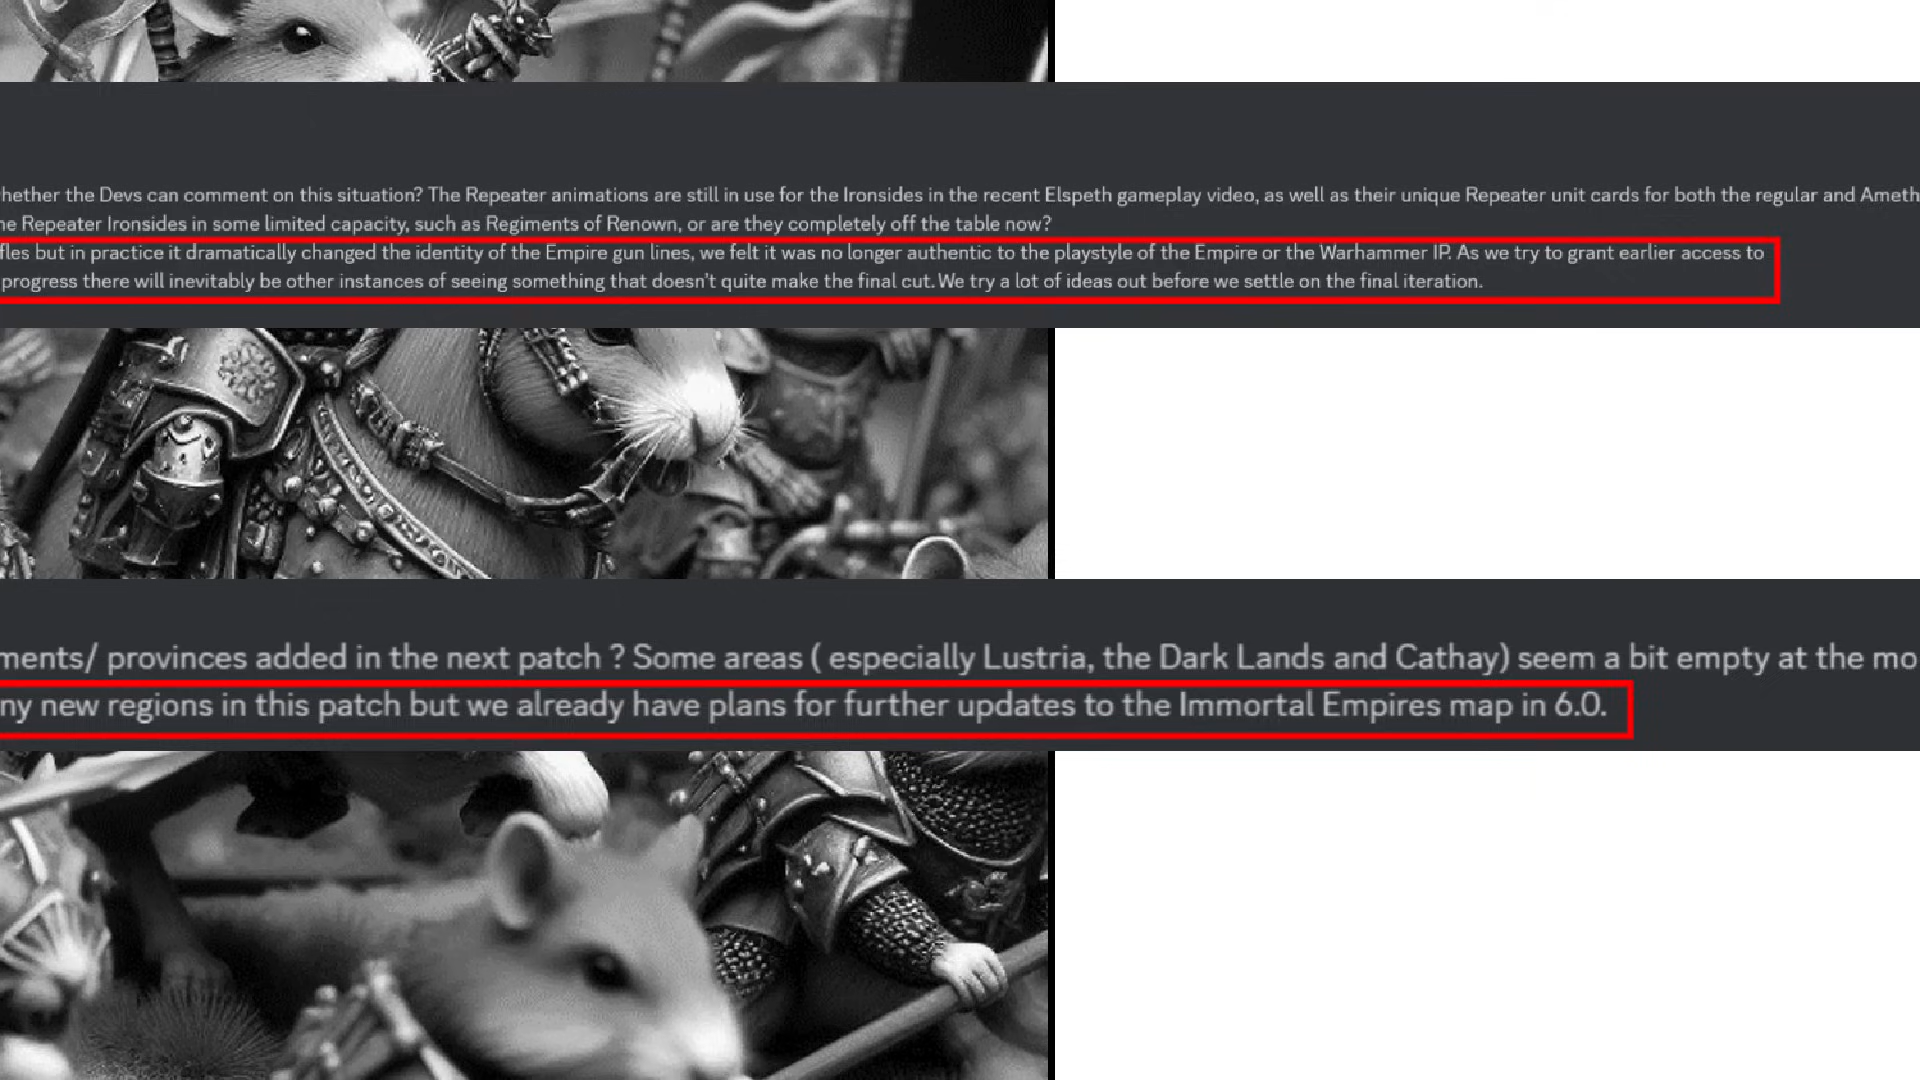 whether the Devs can comment on this situation? The Repeater animations are still in use for the Ironsides in the recent Elspeth gameplay video, as well as their unique Repeater unit cards for both the regular and Ameth
he Repeater Ironsides in some limited capacity, such as Regiments of Renown, or are they completely off the table now?
fles but in practice it dramatically changed the identity of the Empire gun lines, we felt it was no longer authentic to the playstyle of the Empire or the Warhammer IP. As we try to grant earlier access to
progress there will inevitably be other instances of seeing something that doesn't quite make the final cut. We try a lot of ideas out before we settle on the final iteration.
ments/ provinces added in the next patch ? Some areas ( especially Lustria, the Dark Lands and Cathay) seem a bit empty at the mo
ny new regions in this patch but we already have plans for further updates to the Immortal Empires map in 6.0.